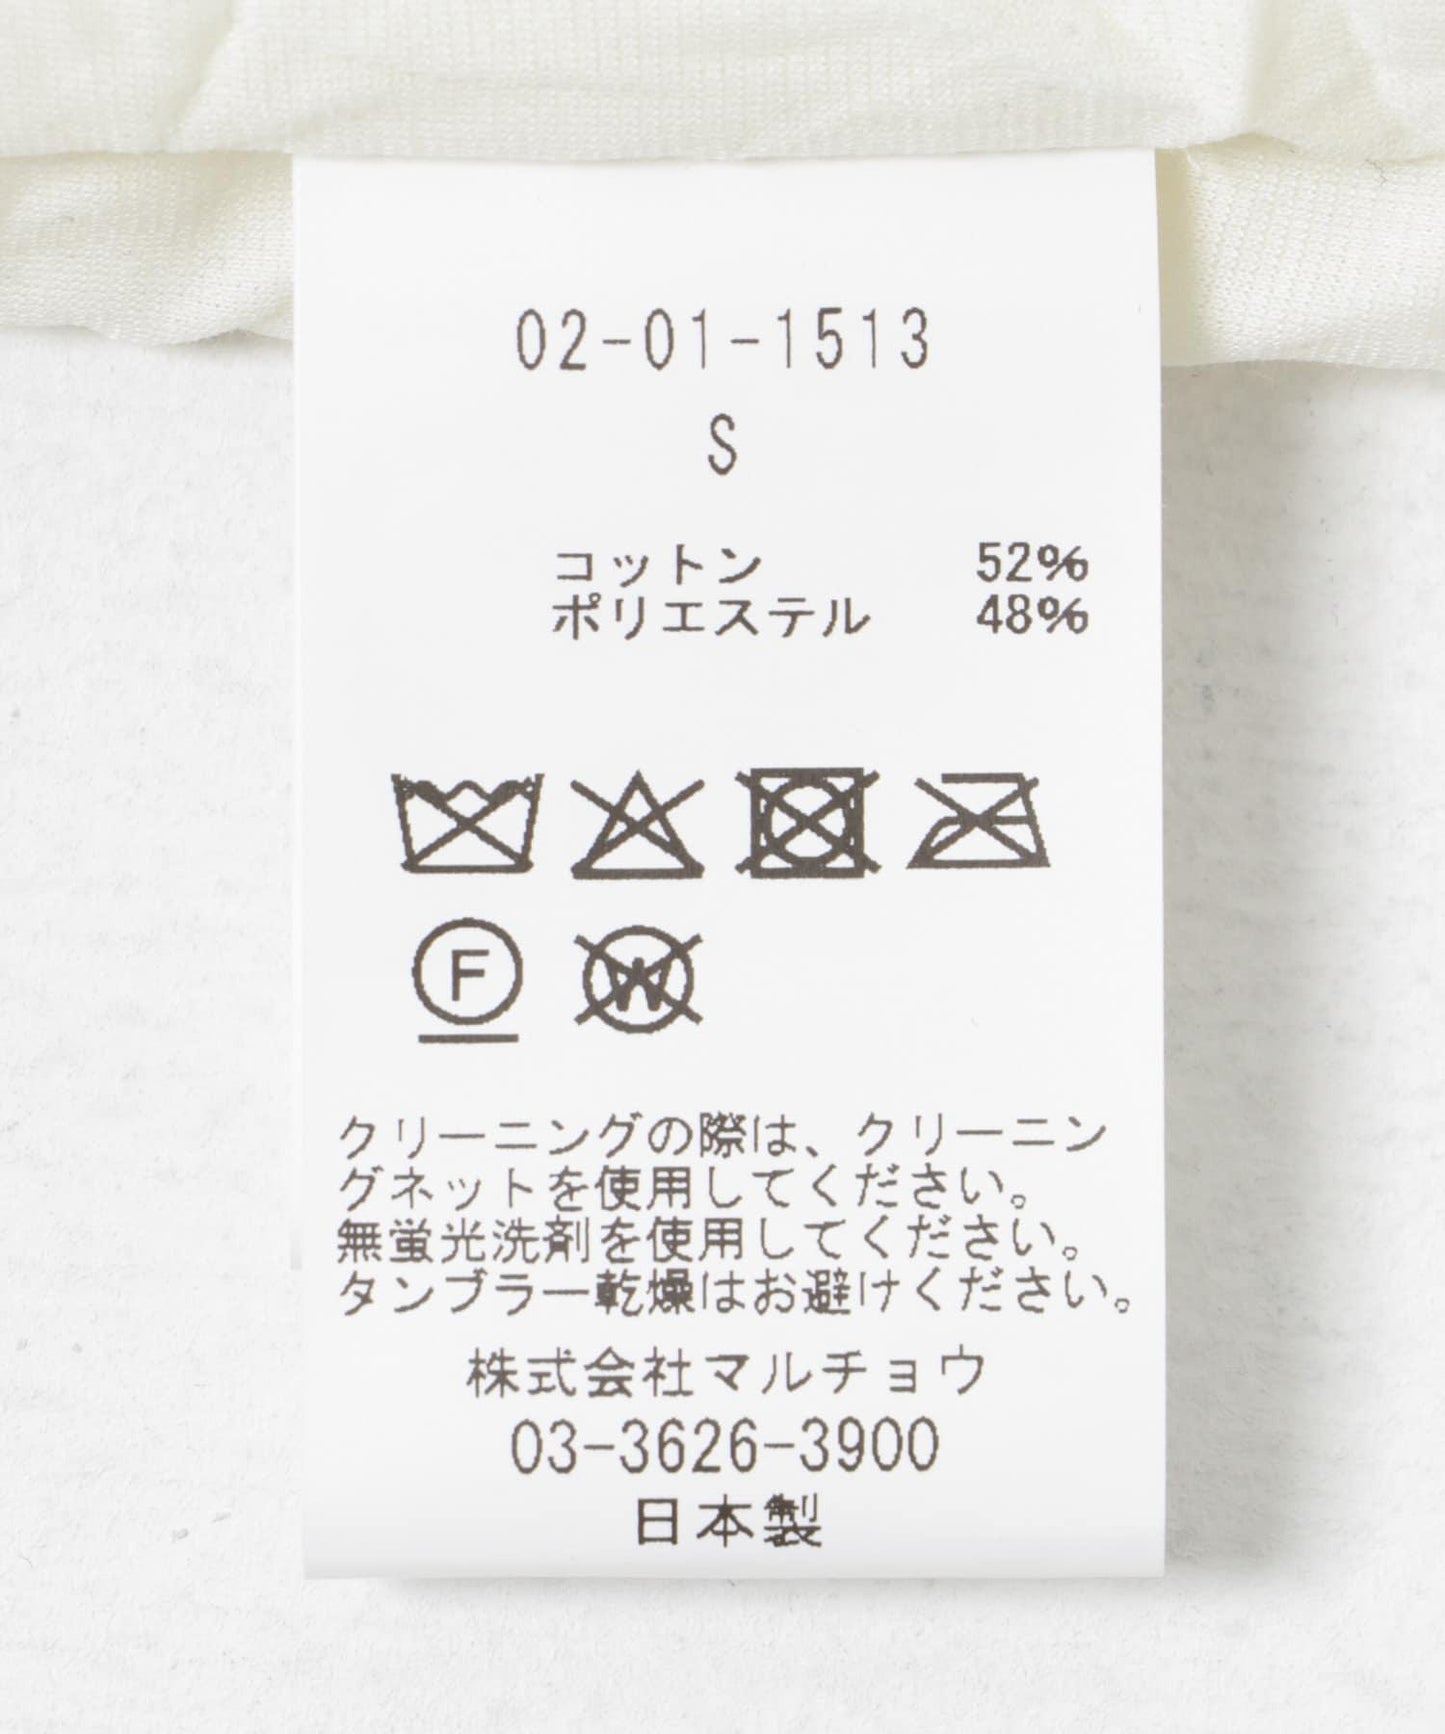 02-01-1513
S
コットン 52%
ポリエステル 48%
F
W
クリーニングの際は、クリーニン
グネットを使用してください。
無蛍光洗剤を使用してください。
タンブラー乾燥はお避けください。
株式会社マルチョウ
03-3626-3900
日本製